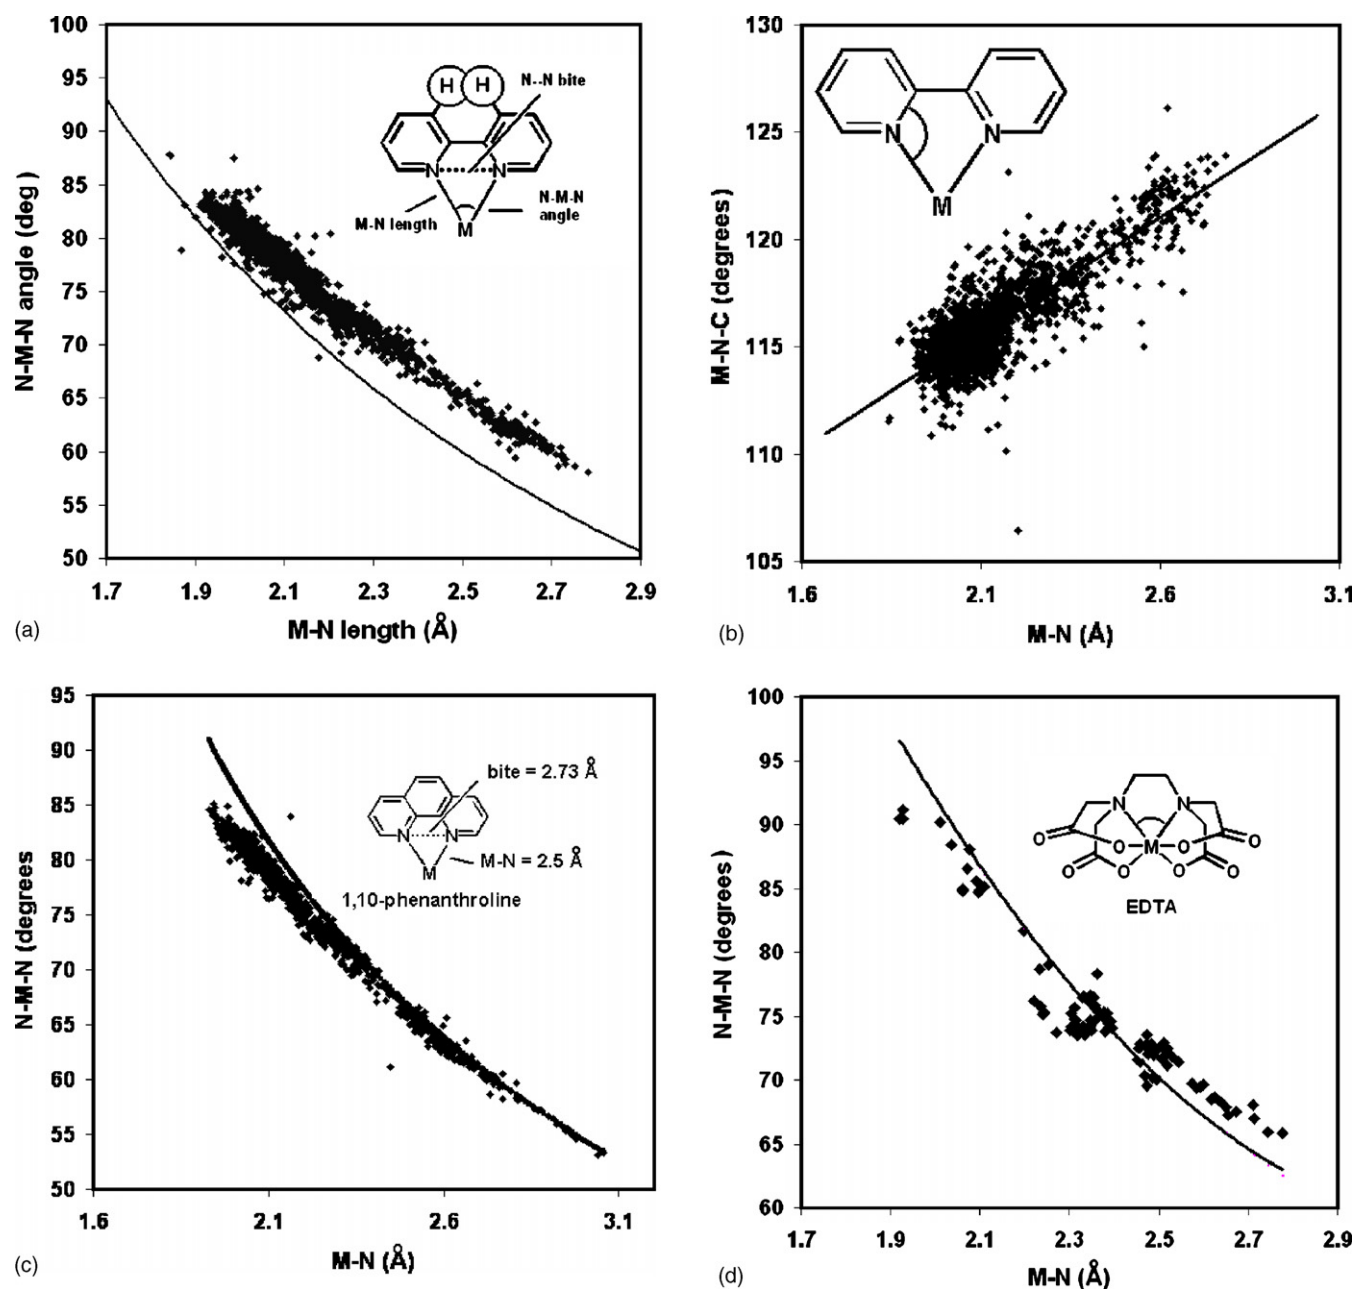 100
95
90
85
80
75
70
65
60
55
50
N-M-N angle (deg)
H H
N--N bite
N N
M-N length
N-M-N
angle
M
1.7 1.9 2.1 2.3 2.5 2.7 2.9
(a)
M-N length (Å)
130
125
120
115
110
105
M-N-C (degrees)
N N
M
1.6 2.1 2.6 3.1
(b)
M-N (Å)
95
90
85
80
75
70
65
60
55
50
N-M-N (degrees)
bite = 2.73 Å
N N
M-N = 2.5 Å
M
1,10-phenanthroline
1.6 2.1 2.6 3.1
(c)
M-N (Å)
100
95
90
85
80
75
70
65
60
N-M-N (degrees)
N N
O O M O O
O O O O
EDTA
1.7 1.9 2.1 2.3 2.5 2.7 2.9
(d)
M-N (Å)